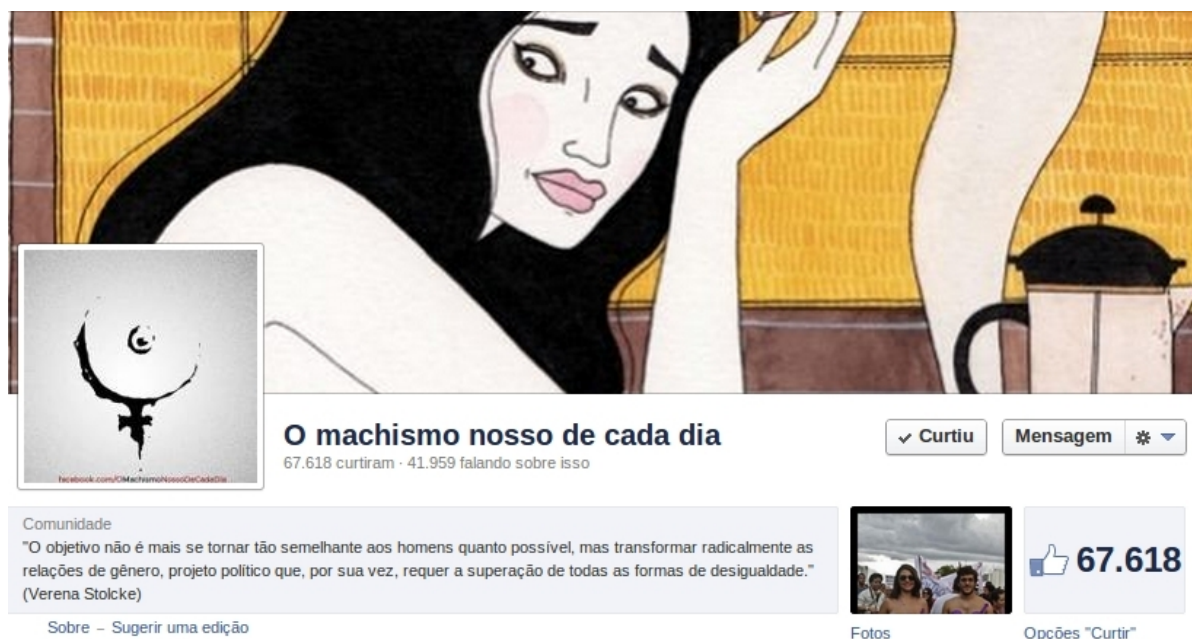 facebook.com/OMachismoNossoDeCadaDia
O machismo nosso de cada dia
67.618 curtiram · 41.959 falando sobre isso
Curtiu
Mensagem
Comunidade
"O objetivo não é mais se tornar tão semelhante aos homens quanto possível, mas transformar radicalmente as
relações de gênero, projeto político que, por sua vez, requer a superação de todas as formas de desigualdade."
(Verena Stolcke)
67.618
Sobre – Sugerir uma edição
Fotos
Opções "Curtir"